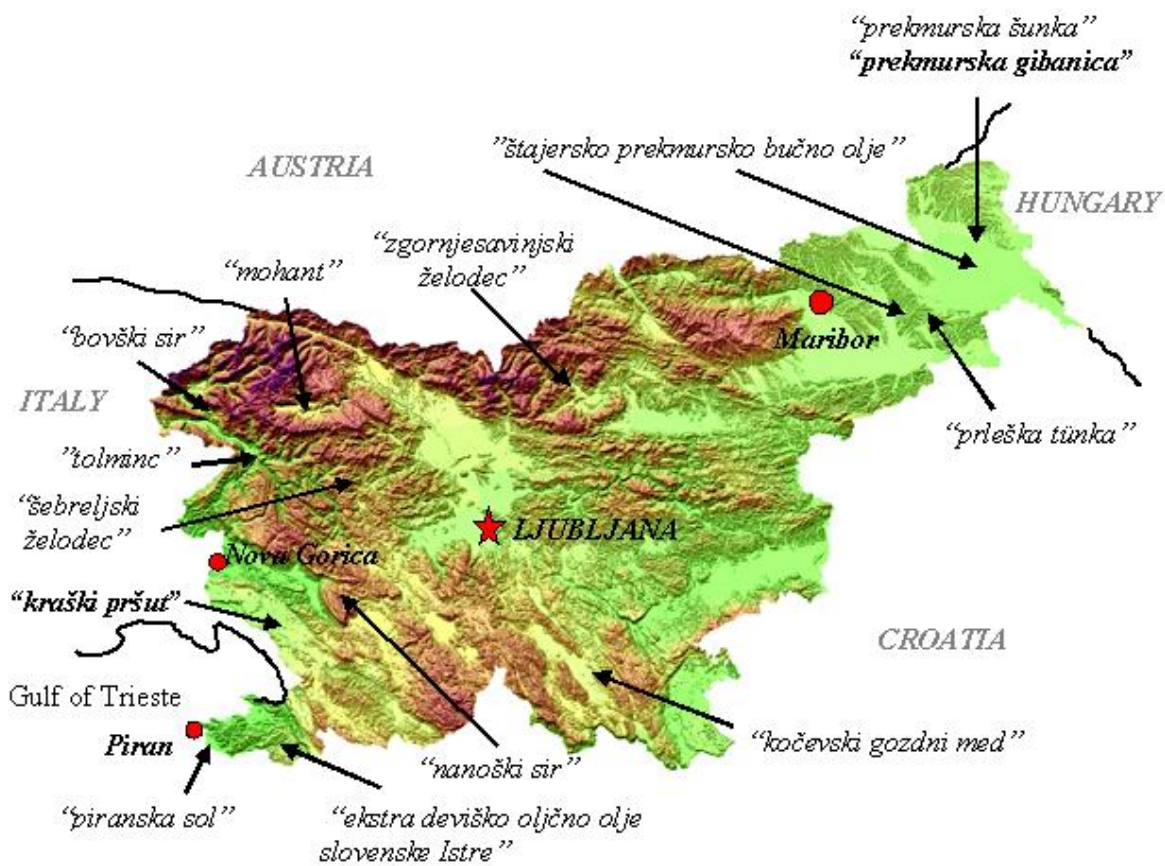 “prekmurska šunka”
“prekmurska gibanica”
”štajersko prekmursko bučno olje”
AUSTRIA
HUNGARY
“zgornjesavinjski
želodec”
“mohant”
“bovški sir”
Maribor
ITALY
“prleška tünka”
“tolminc”
“šebreljski
želodec”
LJUBLJANA
Nova Gorica
“kraški pršut”
CROATIA
Gulf of Trieste
Piran
“kočevski gozdni med”
“nanoški sir”
“piranska sol”
“ekstra deviško oljčno olje
slovenske Istre”